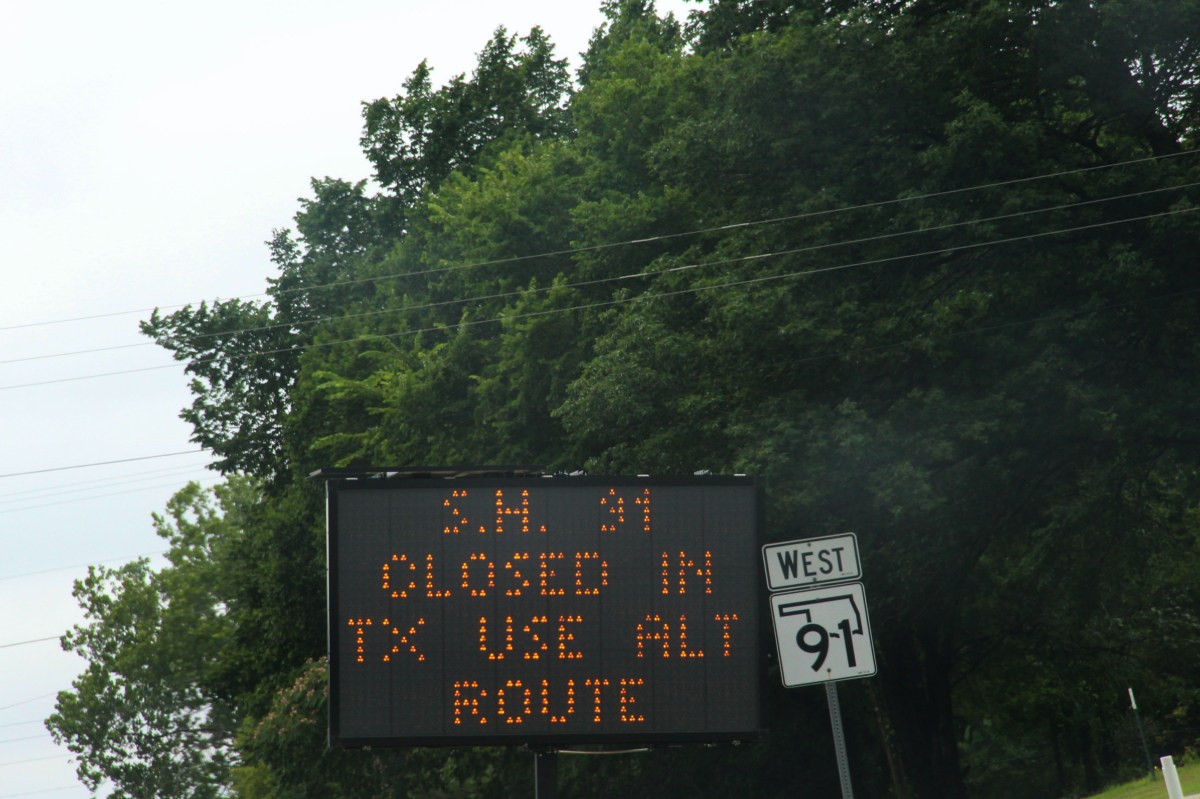 S.H. 91
CLOSED IN
TX USE ALT
ROUTE
WEST
91